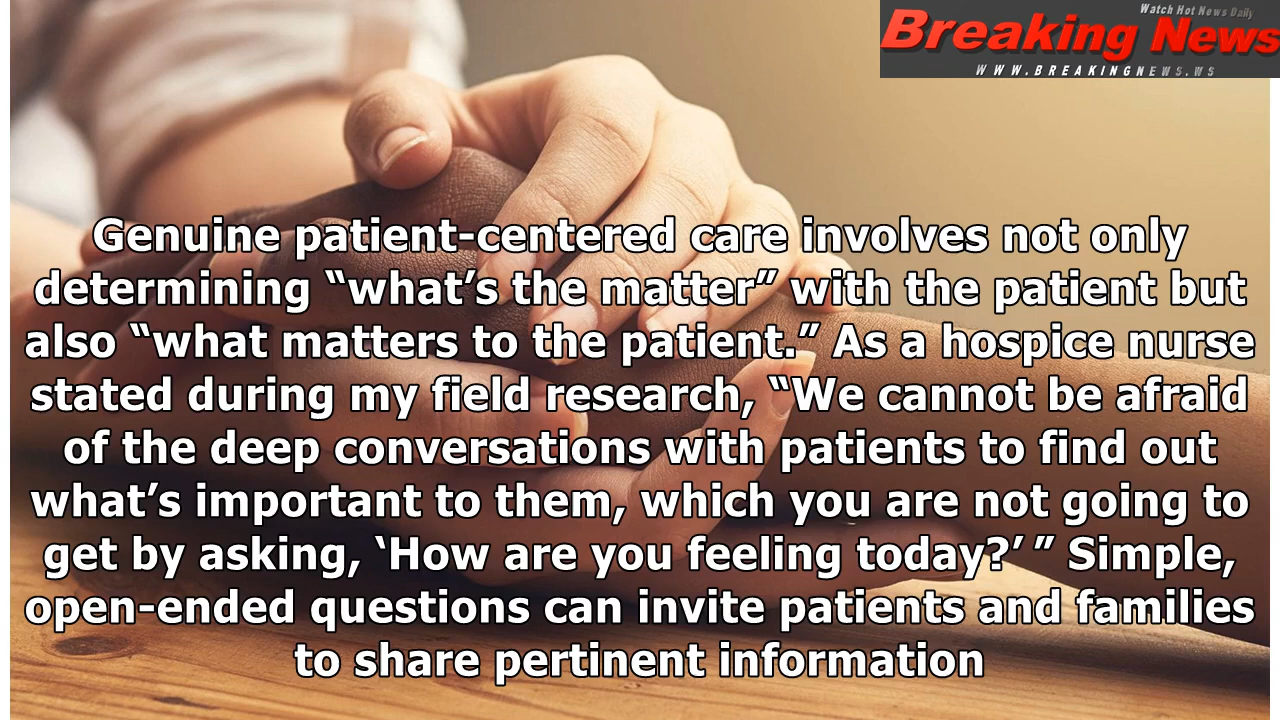 Watch Hot News Daily
Breaking News
WWW.BREAKINGNEWS.WS
Genuine patient-centered care involves not only
determining “what’s the matter” with the patient but
also “what matters to the patient.” As a hospice nurse
stated during my field research, “We cannot be afraid
of the deep conversations with patients to find out
what’s important to them, which you are not going to
get by asking, ‘How are you feeling today?’ ” Simple,
open-ended questions can invite patients and families
to share pertinent information